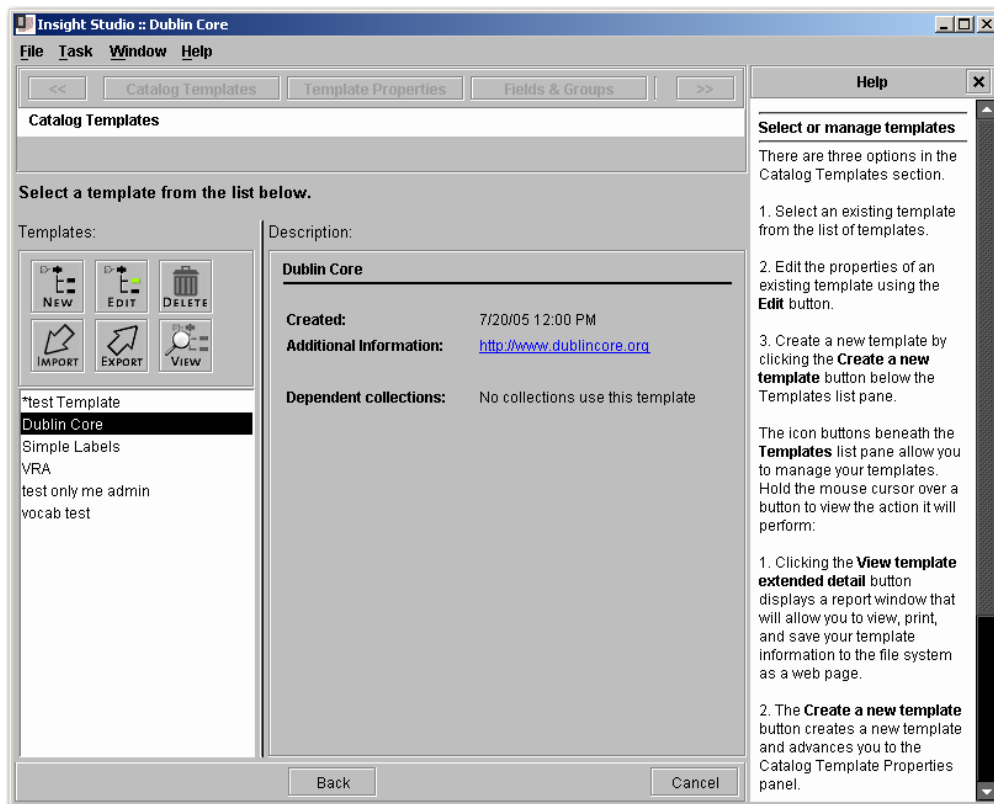 Insight Studio :: Dublin Core
File Task Window Help
<< Catalog Templates Template Properties Fields & Groups >>
Catalog Templates
Select a template from the list below.
Templates:
NEW EDIT DELETE
IMPORT EXPORT VIEW
*test Template
Dublin Core
Simple Labels
VRA
test only me admin
vocab test
Description:
Dublin Core
Created: 7/20/05 12:00 PM
Additional Information: http://www.dublincore.org
Dependent collections: No collections use this template
Back Cancel
Help
Select or manage templates
There are three options in the
Catalog Templates section.
1. Select an existing template
from the list of templates.
2. Edit the properties of an
existing template using the
Edit button.
3. Create a new template by
clicking the Create a new
template button below the
Templates list pane.
The icon buttons beneath the
Templates list pane allow you
to manage your templates.
Hold the mouse cursor over a
button to view the action it will
perform:
1. Clicking the View template
extended detail button
displays a report window that
will allow you to view, print,
and save your template
information to the file system
as a web page.
2. The Create a new template
button creates a new template
and advances you to the
Catalog Template Properties
panel.